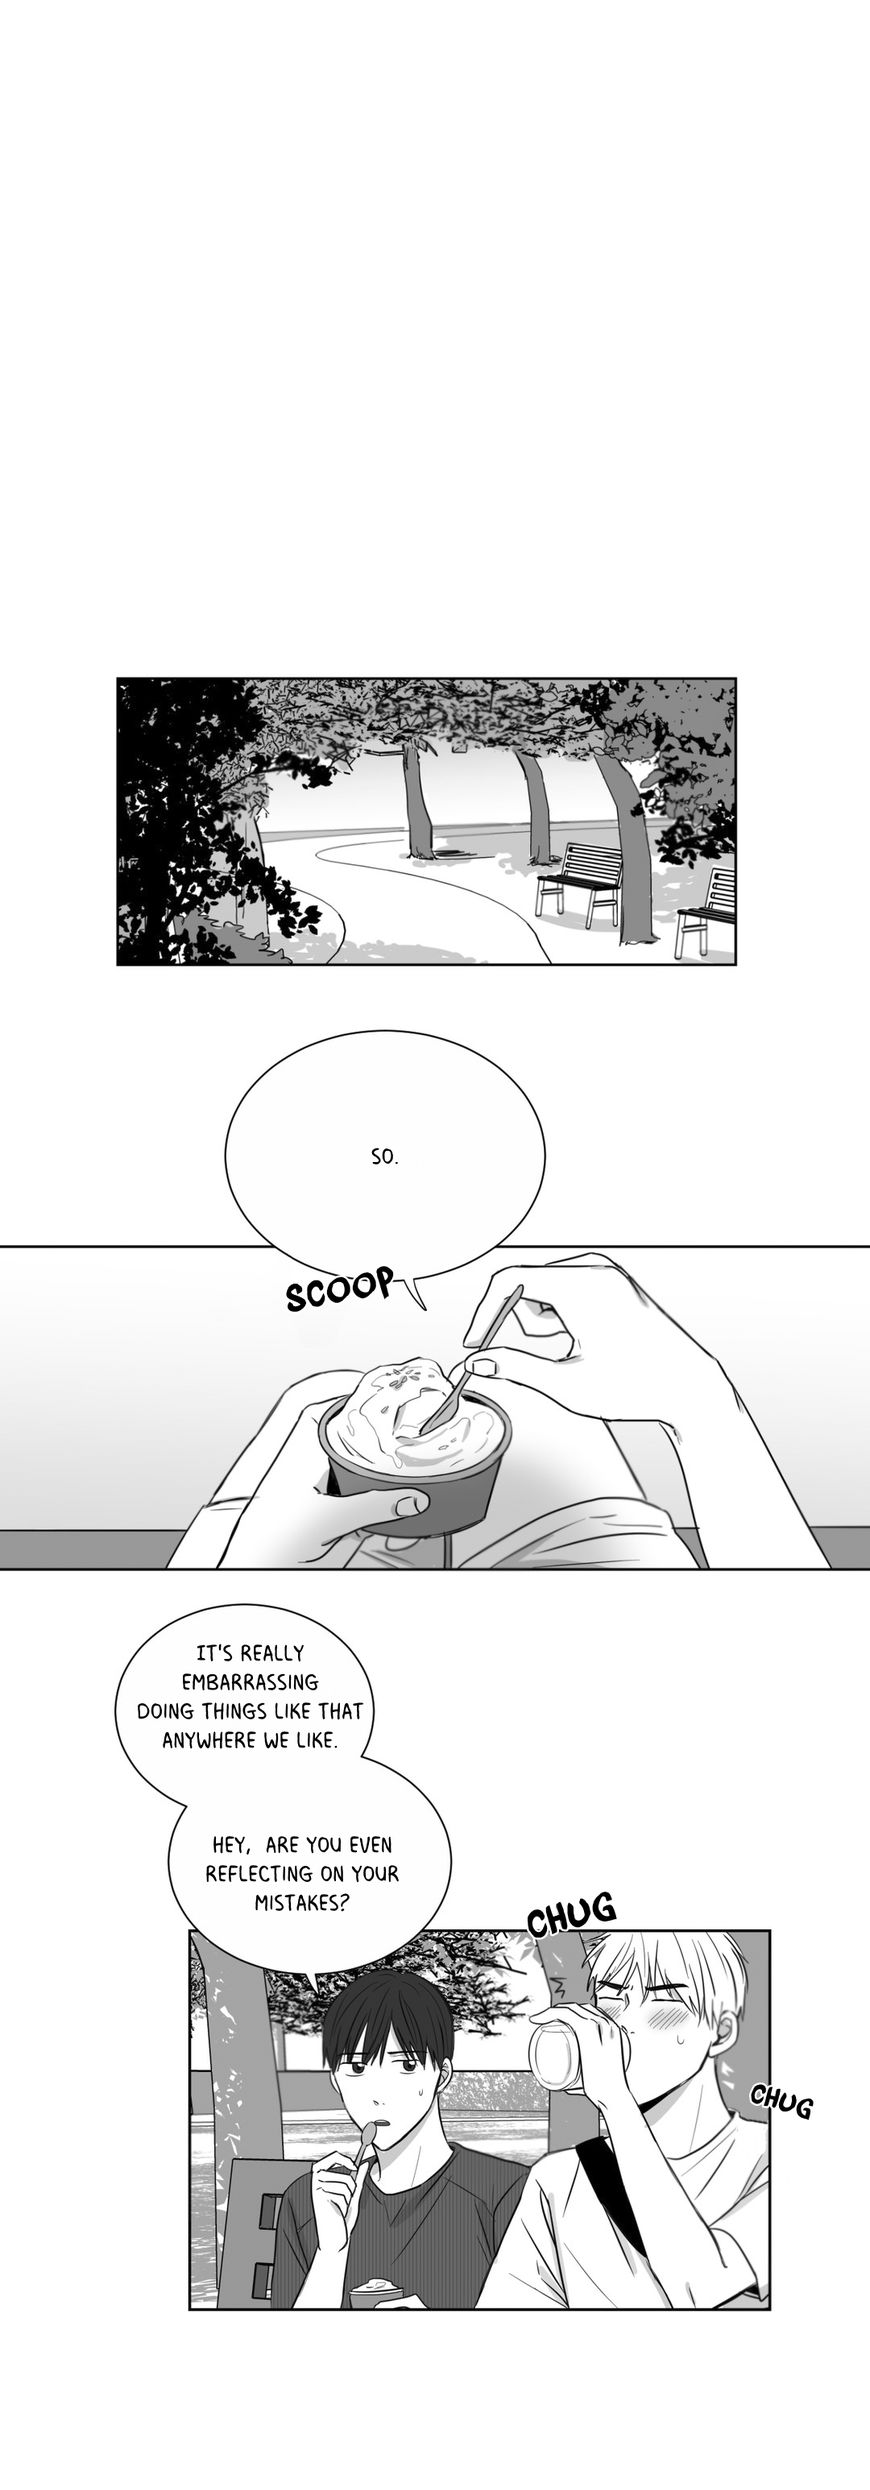 SO.
SCOOP
IT'S REALLY
EMBARRASSING
DOING THINGS LIKE THAT
ANYWHERE WE LIKE.
HEY, ARE YOU EVEN
REFLECTING ON YOUR
MISTAKES?
CHUG
CHUG